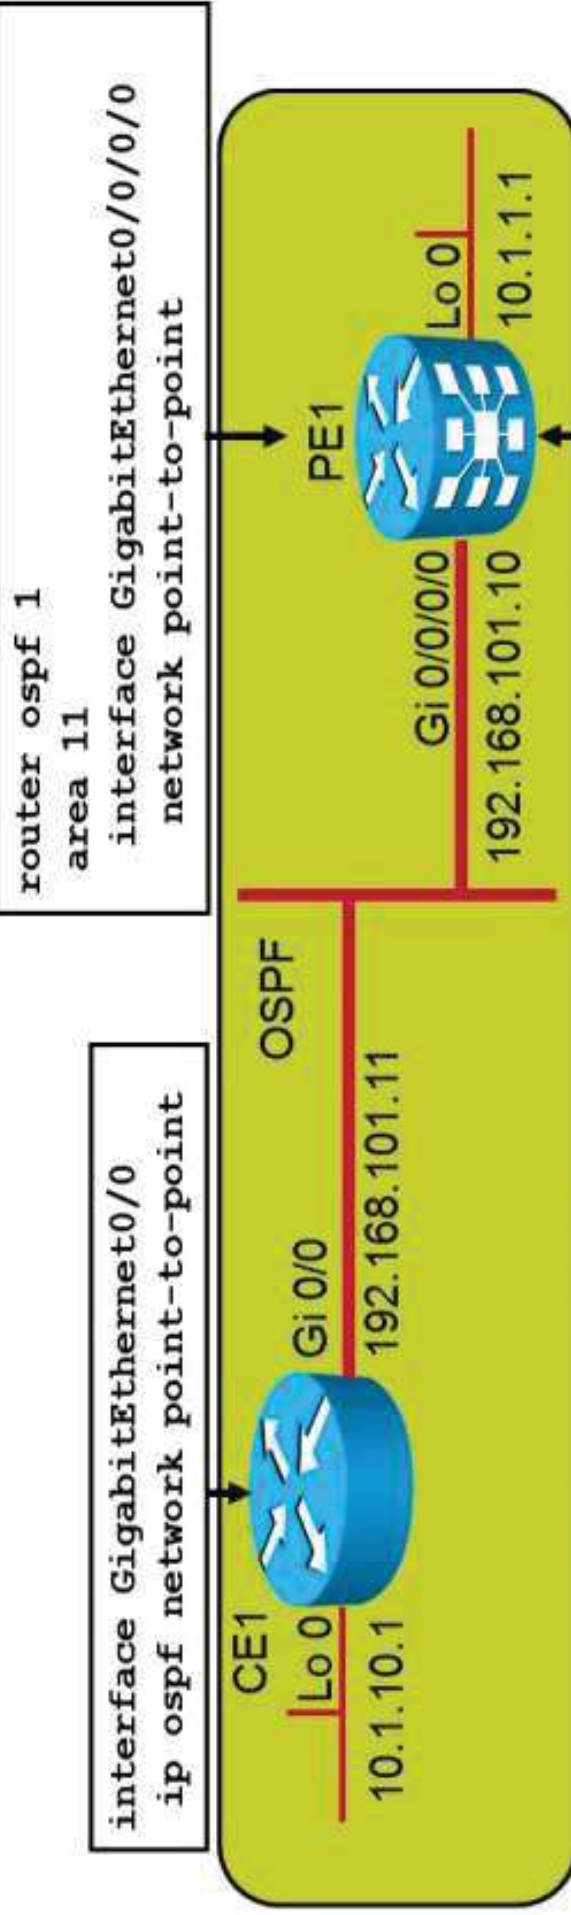 router ospf 1
area 11
interface GigabitEthernet0/0/0/0
network point-to-point
interface GigabitEthernet0/0
ip ospf network point-to-point
CE1
Lo 0
10.1.10.1
Gi 0/0
192.168.101.11
OSPF
Gi 0/0/0/0
192.168.101.10
PE1
Lo 0
10.1.1.1